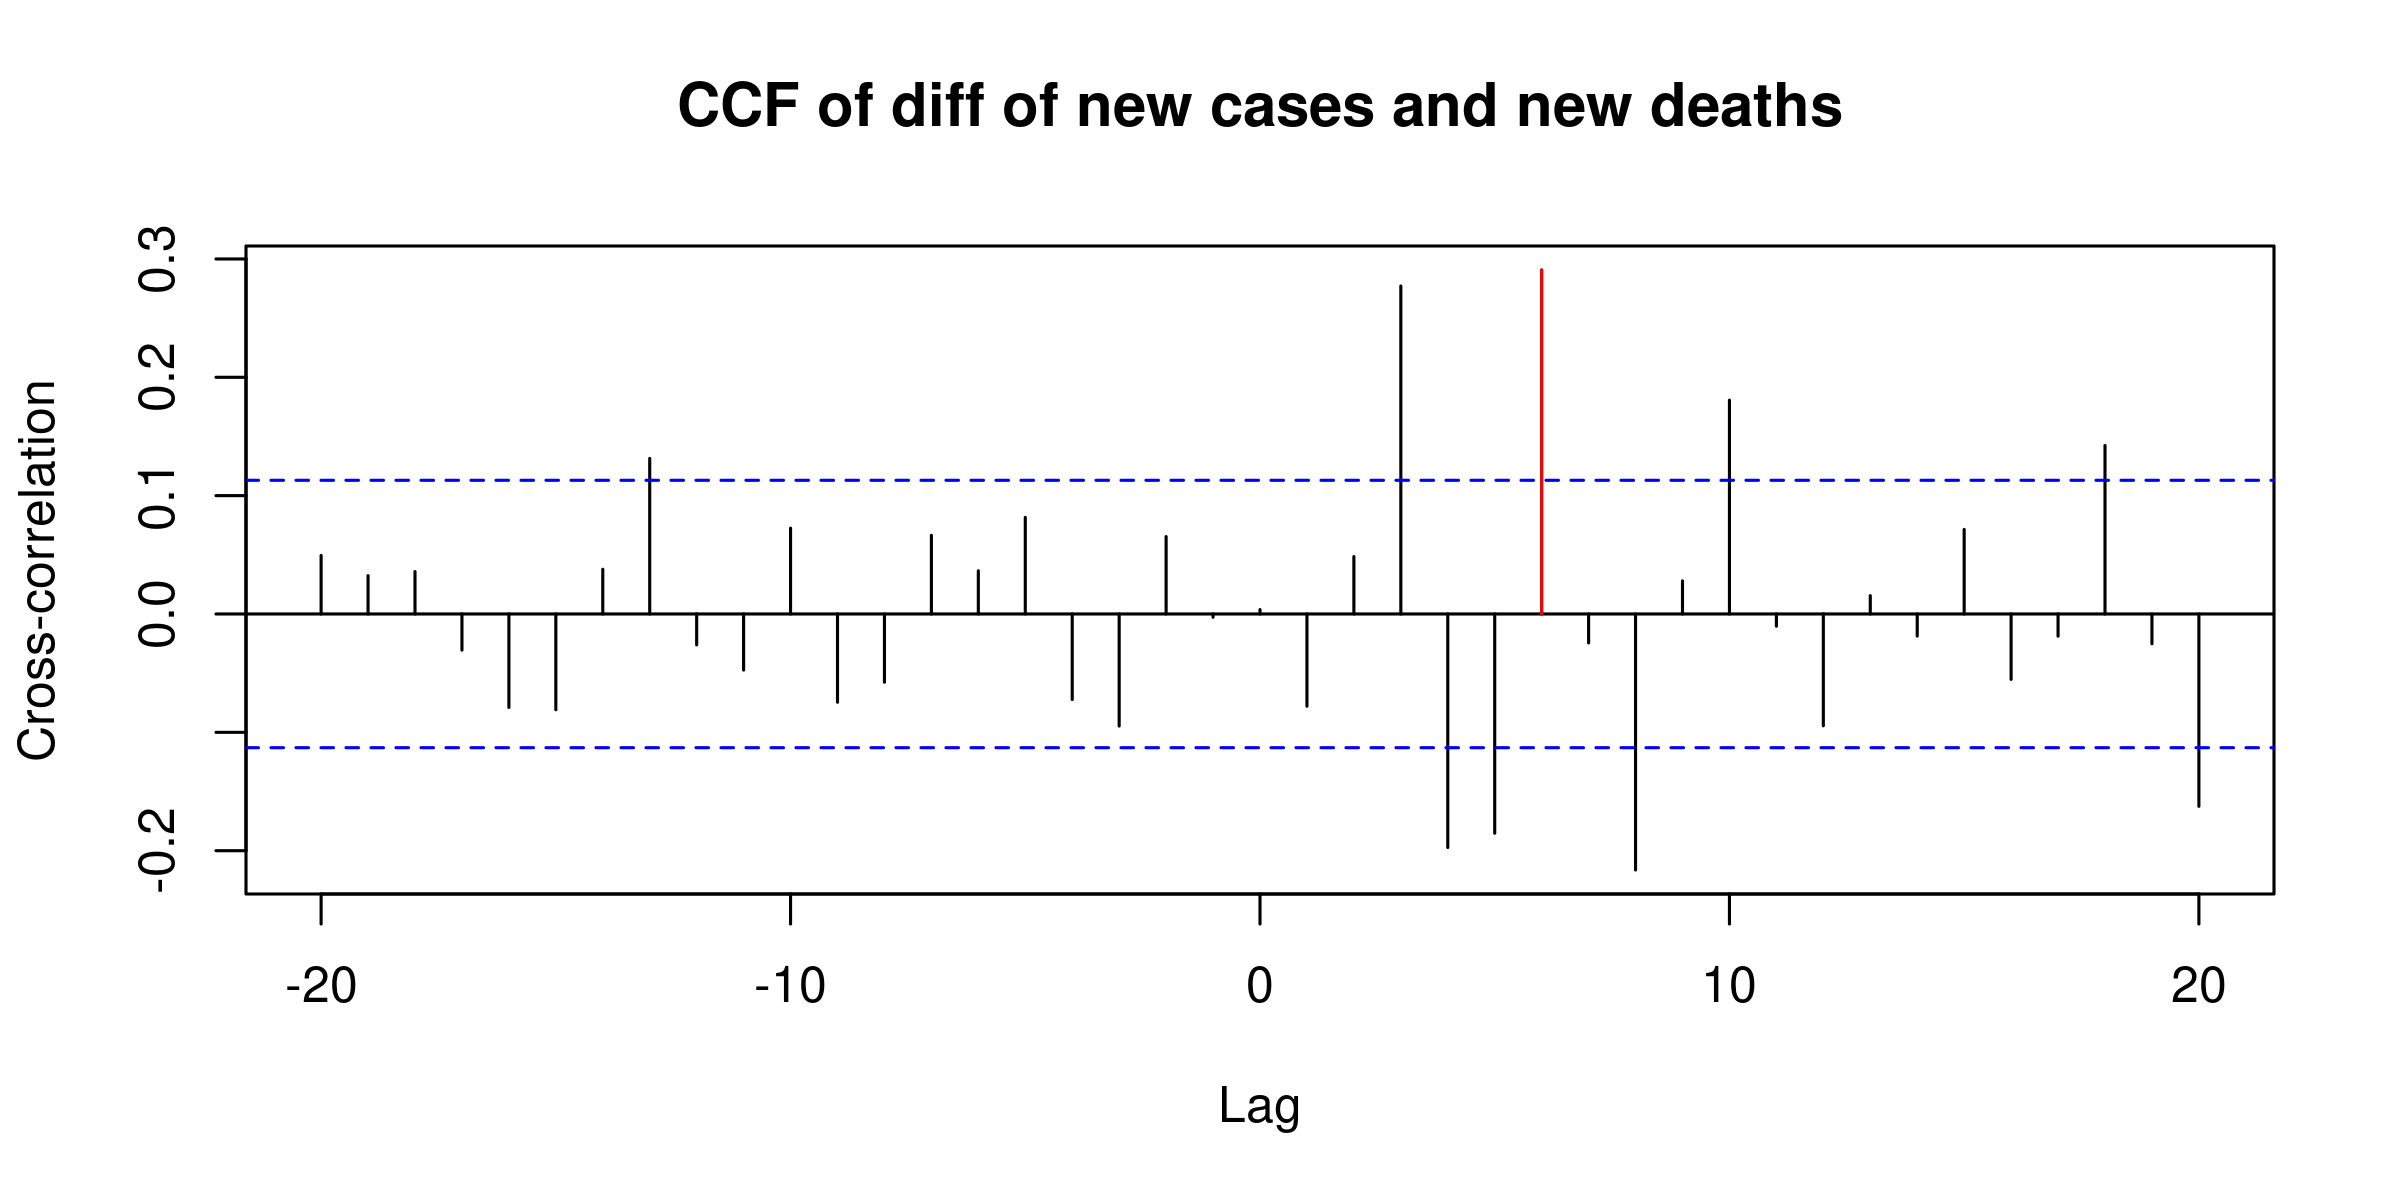 CCF of diff of new cases and new deaths
Cross-correlation
0.3
0.2
0.1
0.0
-0.2
-20 -10 0 10 20
Lag